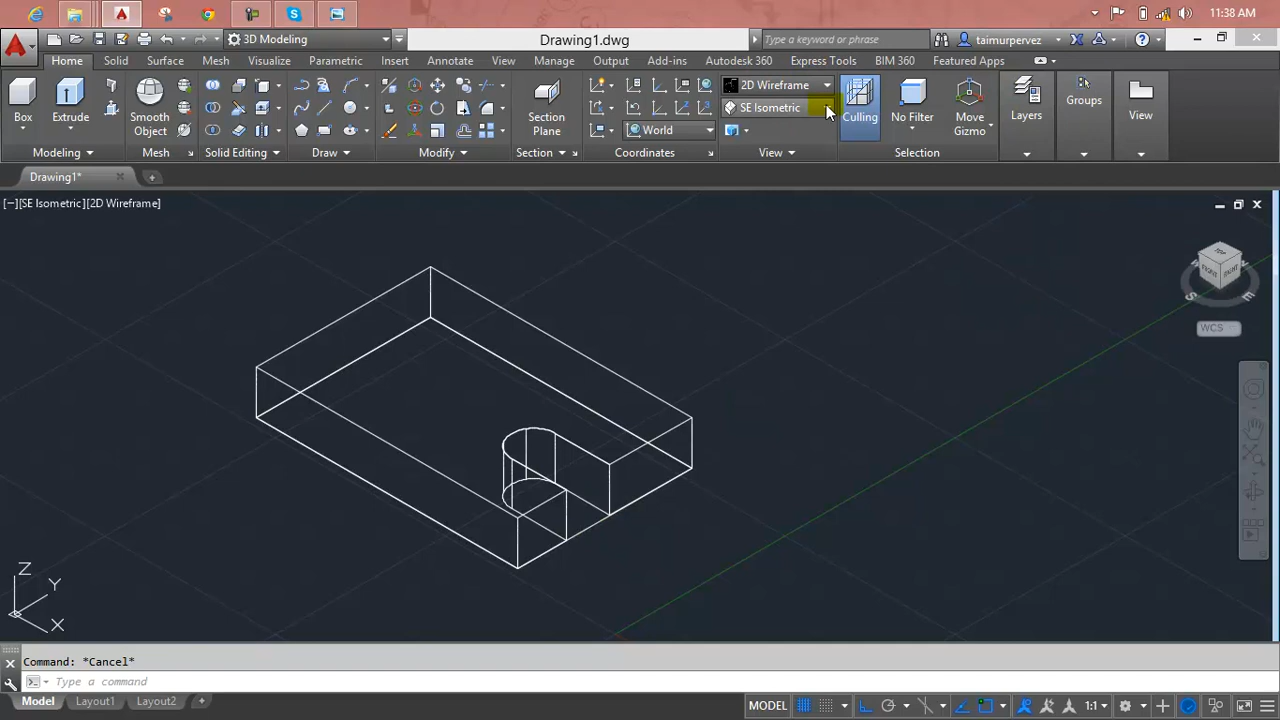 11:38 AM
3D Modeling
Drawing1.dwg
Type a keyword or phrase
taimurpervez
Home Solid Surface Mesh Visualize Parametric Insert Annotate View Manage Output Add-ins Autodesk 360 Express Tools BIM 360 Featured Apps
Box
Extrude
Smooth Object
Section Plane
World
2D Wireframe
SE Isometric
Culling
No Filter
Move Gizmo
Layers
Groups
View
Modeling Mesh Solid Editing Draw Modify Section Coordinates View Selection
Drawing1*
[−][SE Isometric][2D Wireframe]
TOP
FRONT RIGHT
W
S E
WCS
Z
Y
X
Command: *Cancel*
Type a command
Model Layout1 Layout2
MODEL 1:1